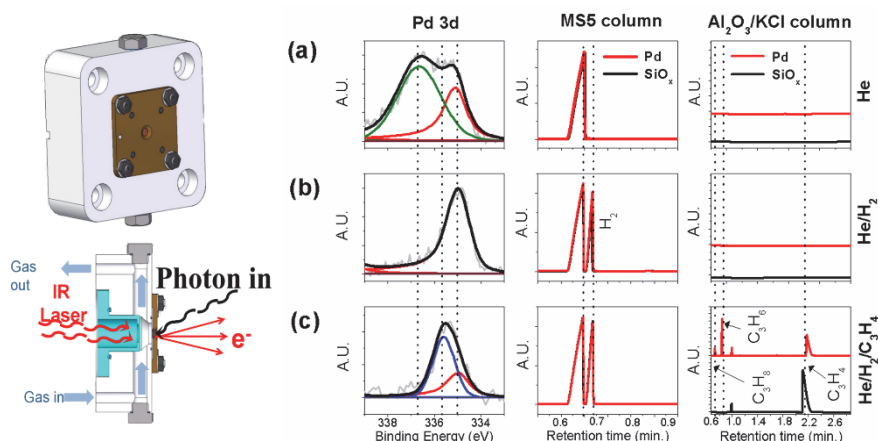 Pd 3d
MS5 column
Al₂O₃/KCl column
(a)
A.U.
A.U.
Pd
SiOₓ
A.U.
Pd
SiOₓ
He
(b)
A.U.
H₂
A.U.
He/H₂
Gas out
IR Laser
Photon in
e⁻
Gas in
(c)
A.U.
A.U.
C₃H₆
C₃H₈
C₃H₄
He/H₂/C₃H₄
338 336 334
Binding Energy (eV)
0.6 0.7 0.8 0.9
Retention time (min.)
0.6 1.0 1.4 1.8 2.2 2.6
Retention time (min.)